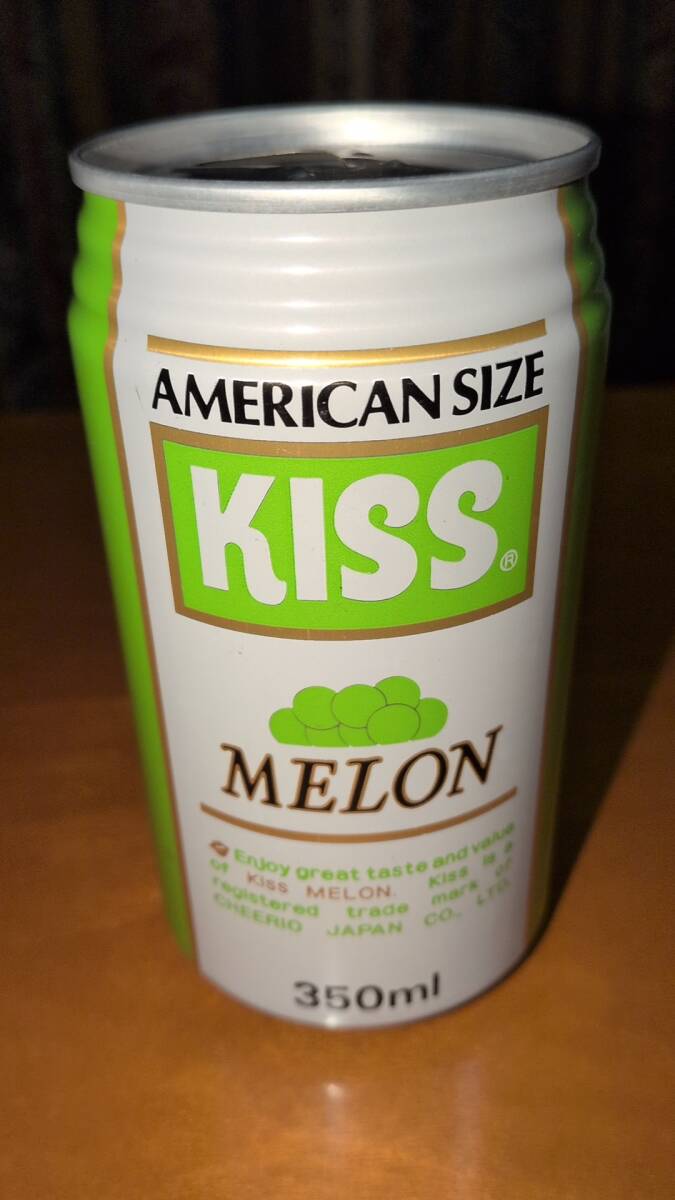 AMERICAN SIZE
KISS®
MELON
Enjoy great taste and value
of Kiss MELON. Kiss is a
registered trade mark of
CHEERIO JAPAN CO., LTD.
350ml